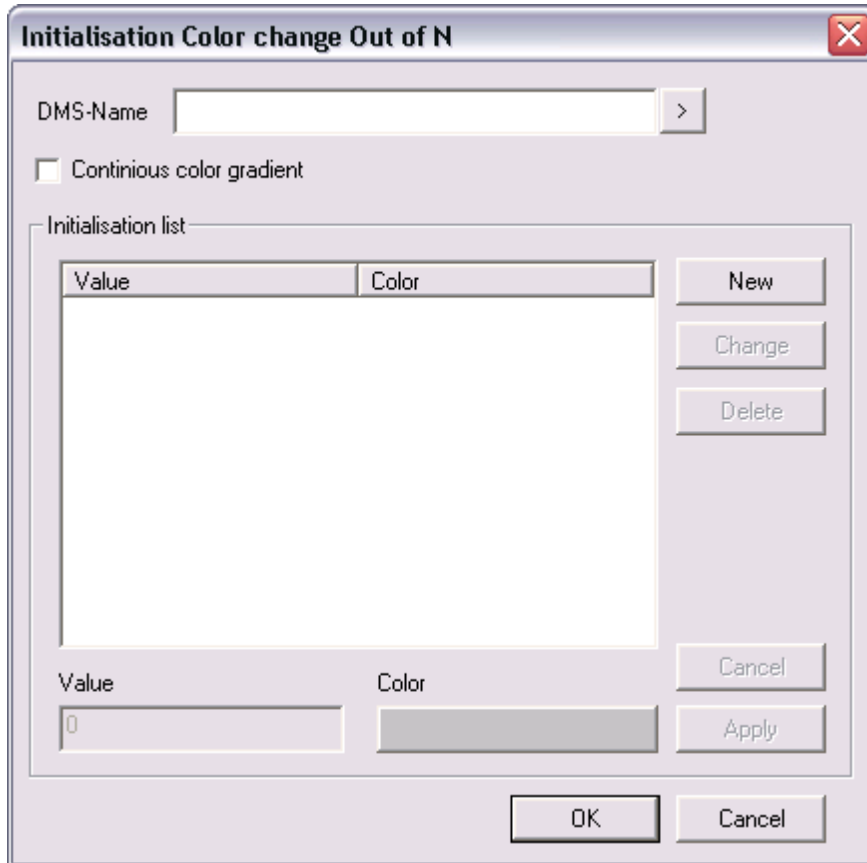 Initialisation Color change Out of N
DMS-Name >
Continious color gradient
Initialisation list
Value Color
New
Change
Delete
Cancel
Value Color
0
Apply
OK Cancel